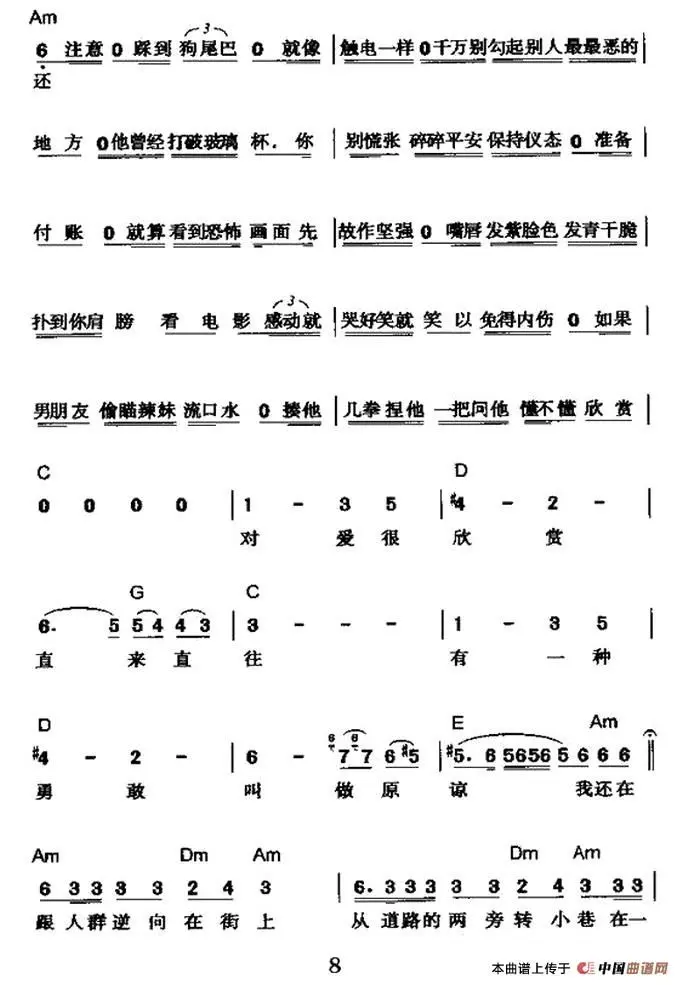 Am
6 注意 0 踩到 狗尾巴 0 就像 | 触电一样 0 千万别 勾起别人 最最恶的 |
还
地方 0 他曾经 打破玻璃 杯. 你 | 别慌张 碎碎平安 保持仪态 0 准备 |
付账 0 就算 看到恐怖 画面先 | 故作坚强 0 嘴唇 发紫脸色 发青干脆 |
扑到你肩 膀 看 电 影 感动就 | 哭好笑就 笑 以 免得内伤 0 如果 |
男朋友 偷瞄辣妹 流口水 0 揍他 | 几拳捏他 一把问他 懂不懂 欣赏 |
C D
0 0 0 0 | 1 - 3 5 | #4 - 2 - |
对 爱 很 欣 赏
G C
6. 5 5 4 4 3 | 3 - - - | 1 - 3 5 |
直 来 直 往 有 一 种
D E Am
#4 - 2 - | 6 - 7 7 6 #5 | #5. 6 5656 5 6 6 6 ‖
勇 敢 叫 做 原 谅 我还在
Am Dm Am Dm Am
6 3 3 3 3 2 4 3 | 6. 3 3 3 3 3 2 4 3 3 3 |
跟 人 群 逆 向 在 街 上 从 道路的 两 旁 转 小 巷 在 一
8
本曲谱上传于 中国曲谱网